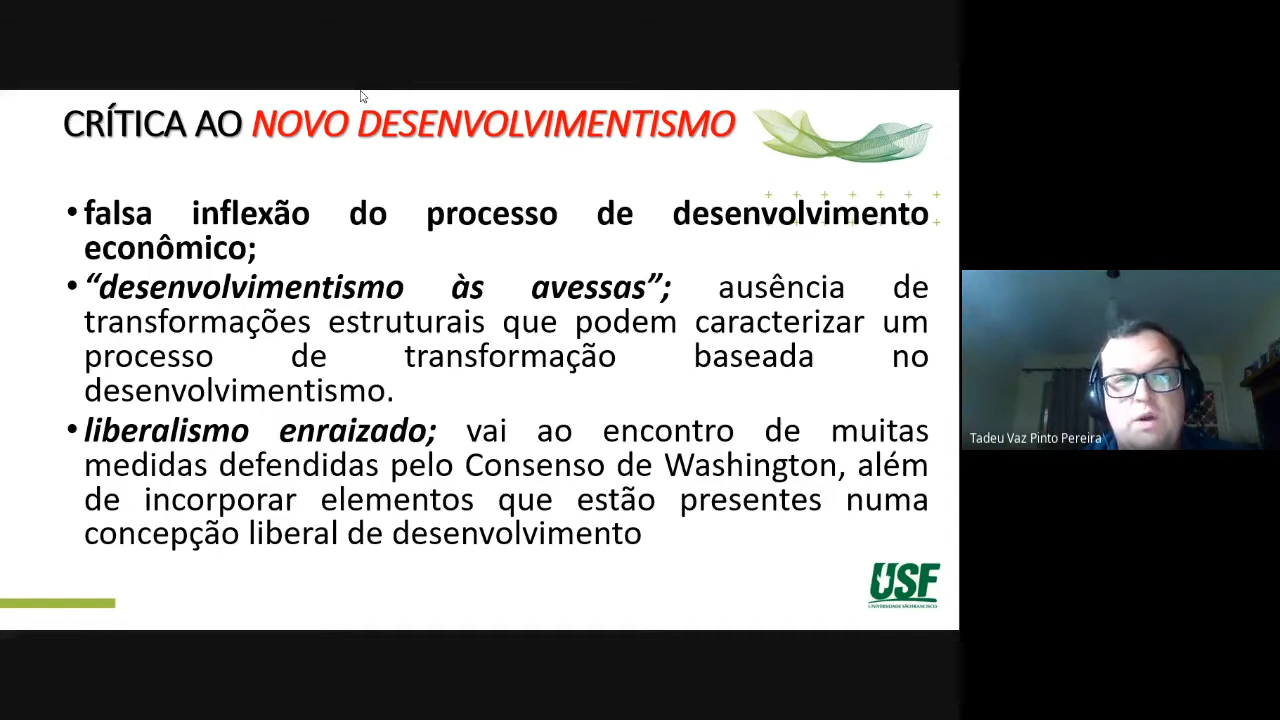 CRÍTICA AO NOVO DESENVOLVIMENTISMO
• falsa inflexão do processo de desenvolvimento
econômico;
• “desenvolvimentismo às avessas”; ausência de
transformações estruturais que podem caracterizar um
processo de transformação baseada no
desenvolvimentismo.
• liberalismo enraizado; vai ao encontro de muitas
medidas defendidas pelo Consenso de Washington, além
de incorporar elementos que estão presentes numa
concepção liberal de desenvolvimento
USF
UNIVERSIDADE SÃO FRANCISCO
Tadeu Vaz Pinto Pereira